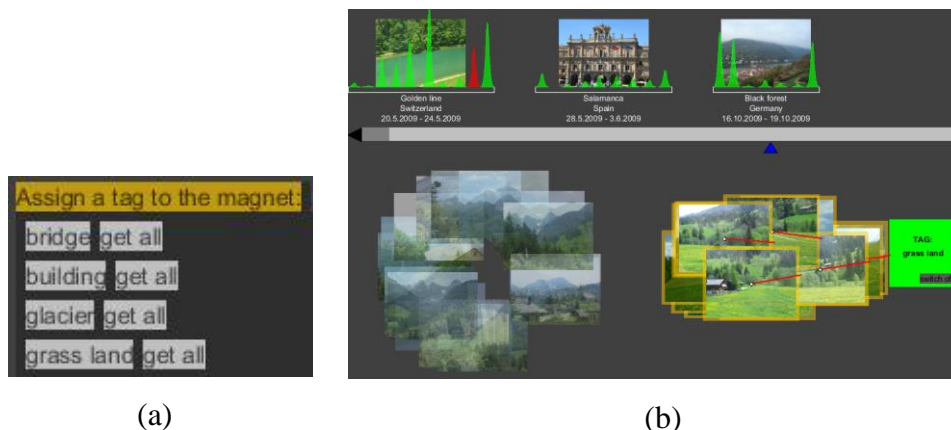 Assign a tag to the magnet:
bridge get all
building get all
glacier get all
grass land get all
(a)
Golden line
Switzerland
20.5.2009 - 24.5.2009
Salamanca
Spain
28.5.2009 - 3.6.2009
Black forest
Germany
16.10.2009 - 19.10.2009
TAG:
grass land
switch of
(b)